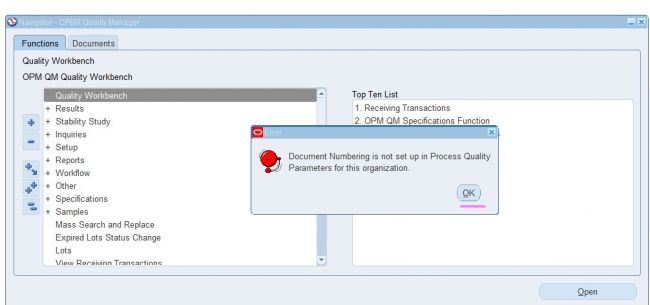 Navigator - CPBR Quality Manager
Functions
Documents
Quality Workbench
OPM QM Quality Workbench
Quality Workbench
+ Results
+ Stability Study
+ Inquiries
+ Setup
+ Reports
+ Workflow
+ Other
+ Specifications
+ Samples
Mass Search and Replace
Expired Lots Status Change
Lots
View Receiving Transactions
Top Ten List
1. Receiving Transactions
2. OPM QM Specifications Function
Error
Document Numbering is not set up in Process Quality
Parameters for this organization.
OK
Open